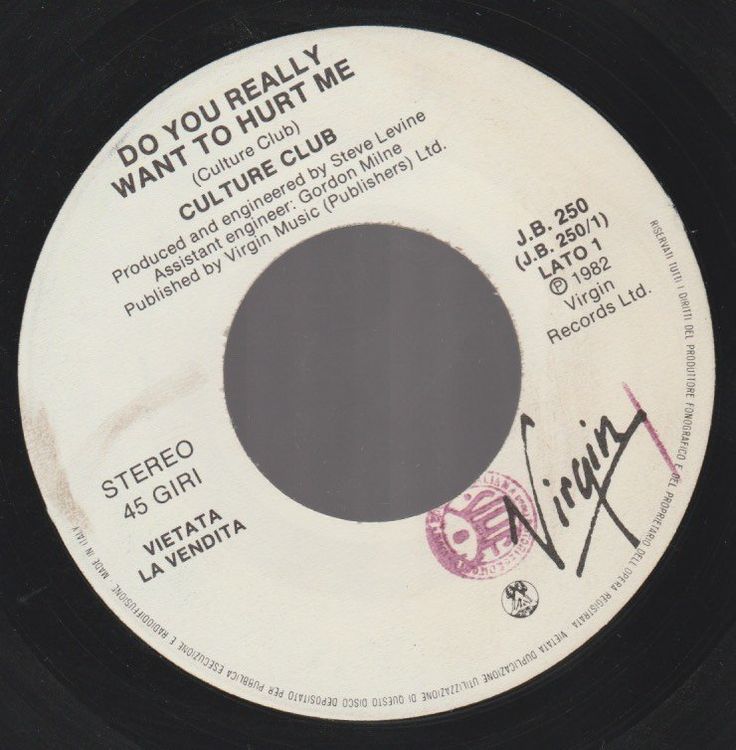 DO YOU REALLY
WANT TO HURT ME
(Culture Club)
CULTURE CLUB
Produced and engineered by Steve Levine
Assistant engineer: Gordon Milne
Published by Virgin Music (Publishers) Ltd.
J.B. 250
(J.B. 250/1)
LATO 1
℗ 1982
Virgin
Records Ltd.
STEREO
45 GIRI
VIETATA
LA VENDITA
Virgin
RISERVATI TUTTI I DIRITTI DEL PRODUTTORE FONOGRAFICO E DEL PROPRIETARIO DELL'OPERA REGISTRATA VIETATA DUPLICAZIONE UTILIZZAZIONE DI QUESTO DISCO DEPOSITATO PER PUBBLICA ESECUZIONE E RADIODIFFUSIONE. MADE IN ITALY